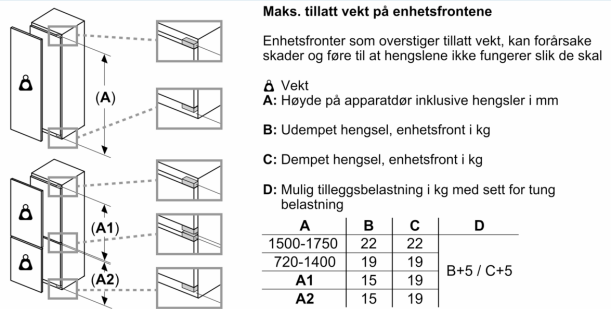 Maks. tillatt vekt på enhetsfrontene
Enhetsfronter som overstiger tillatt vekt, kan forårsake
skader og føre til at hengslene ikke fungerer slik de skal
Vekt
A: Høyde på apparatdør inklusive hengsler i mm
B: Udempet hengsel, enhetsfront i kg
C: Dempet hengsel, enhetsfront i kg
D: Mulig tilleggsbelastning i kg med sett for tung
belastning
A B C D
1500-1750 22 22
720-1400 19 19
B+5 / C+5
A1 15 19
A2 15 19
(A)
(A1)
(A2)